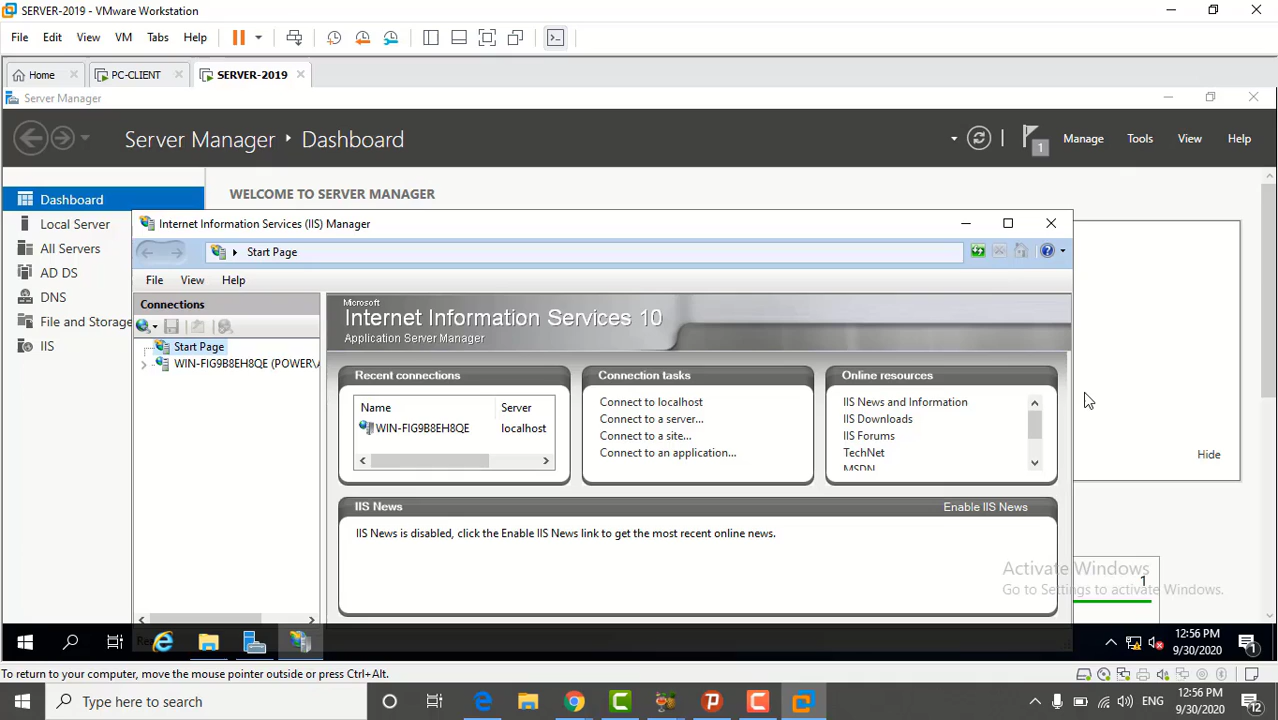 SERVER-2019 - VMware Workstation
File Edit View VM Tabs Help
Home PC-CLIENT SERVER-2019
Server Manager
Server Manager ‣ Dashboard
1 Manage Tools View Help
Dashboard
Local Server
All Servers
AD DS
DNS
File and Storage
IIS
WELCOME TO SERVER MANAGER
Internet Information Services (IIS) Manager
Start Page
File View Help
Connections
Start Page
WIN-FIG9B8EH8QE (POWER\
Microsoft
Internet Information Services 10
Application Server Manager
Recent connections
Name Server
WIN-FIG9B8EH8QE localhost
Connection tasks
Connect to localhost
Connect to a server...
Connect to a site...
Connect to an application...
Online resources
IIS News and Information
IIS Downloads
IIS Forums
TechNet
MSDN
IIS News Enable IIS News
IIS News is disabled, click the Enable IIS News link to get the most recent online news.
Hide
1
Activate Windows
Go to Settings to activate Windows.
12:56 PM
9/30/2020
1
To return to your computer, move the mouse pointer outside or press Ctrl+Alt.
Type here to search
ENG
12:56 PM
9/30/2020
12